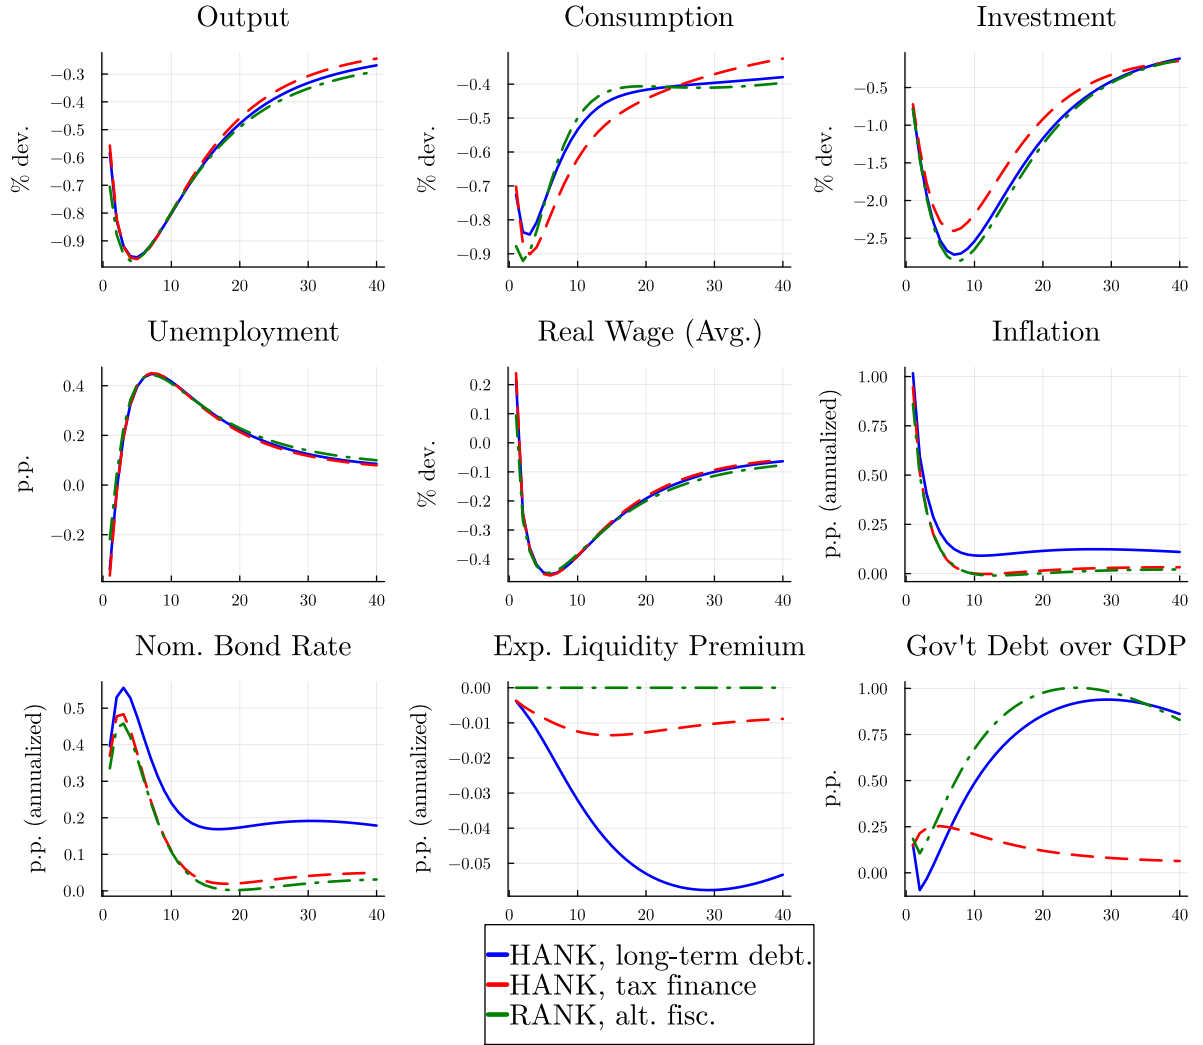 Output
Consumption
Investment
% dev.
−0.3
−0.4
−0.5
−0.6
−0.7
−0.8
−0.9
0 10 20 30 40
% dev.
−0.4
−0.5
−0.6
−0.7
−0.8
−0.9
0 10 20 30 40
% dev.
−0.5
−1.0
−1.5
−2.0
−2.5
0 10 20 30 40
Unemployment
Real Wage (Avg.)
Inflation
p.p.
0.4
0.2
0.0
−0.2
0 10 20 30 40
% dev.
0.2
0.1
0.0
−0.1
−0.2
−0.3
−0.4
0 10 20 30 40
p.p. (annualized)
1.00
0.75
0.50
0.25
0.00
0 10 20 30 40
Nom. Bond Rate
Exp. Liquidity Premium
Gov't Debt over GDP
p.p. (annualized)
0.5
0.4
0.3
0.2
0.1
0.0
0 10 20 30 40
p.p. (annualized)
0.00
−0.01
−0.02
−0.03
−0.04
−0.05
0 10 20 30 40
p.p.
1.00
0.75
0.50
0.25
0.00
0 10 20 30 40
HANK, long-term debt.
HANK, tax finance
RANK, alt. fisc.